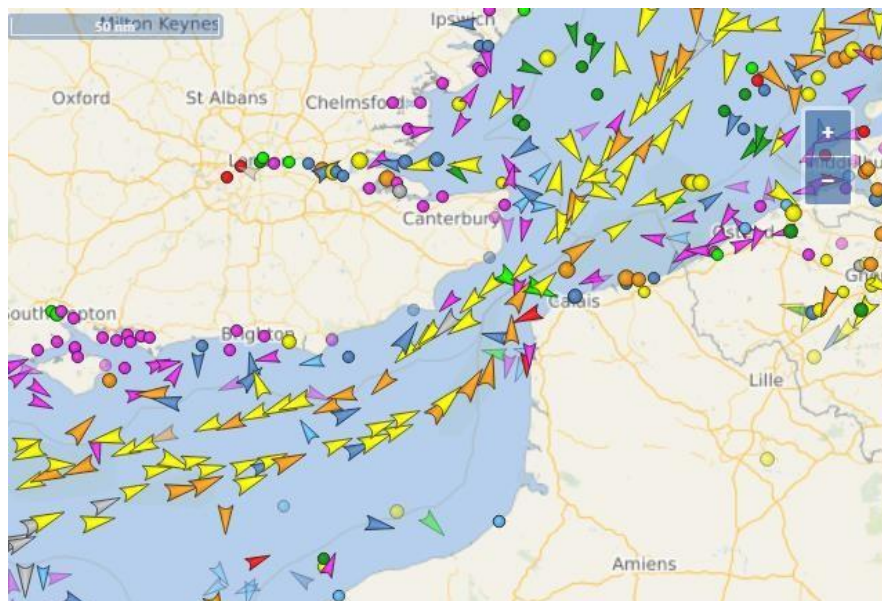 Ipswich
Milton Keynes
50 nm
Oxford
St Albans
Chelmsford
+
−
Canterbury
Calais
Brighton
Lille
Amiens